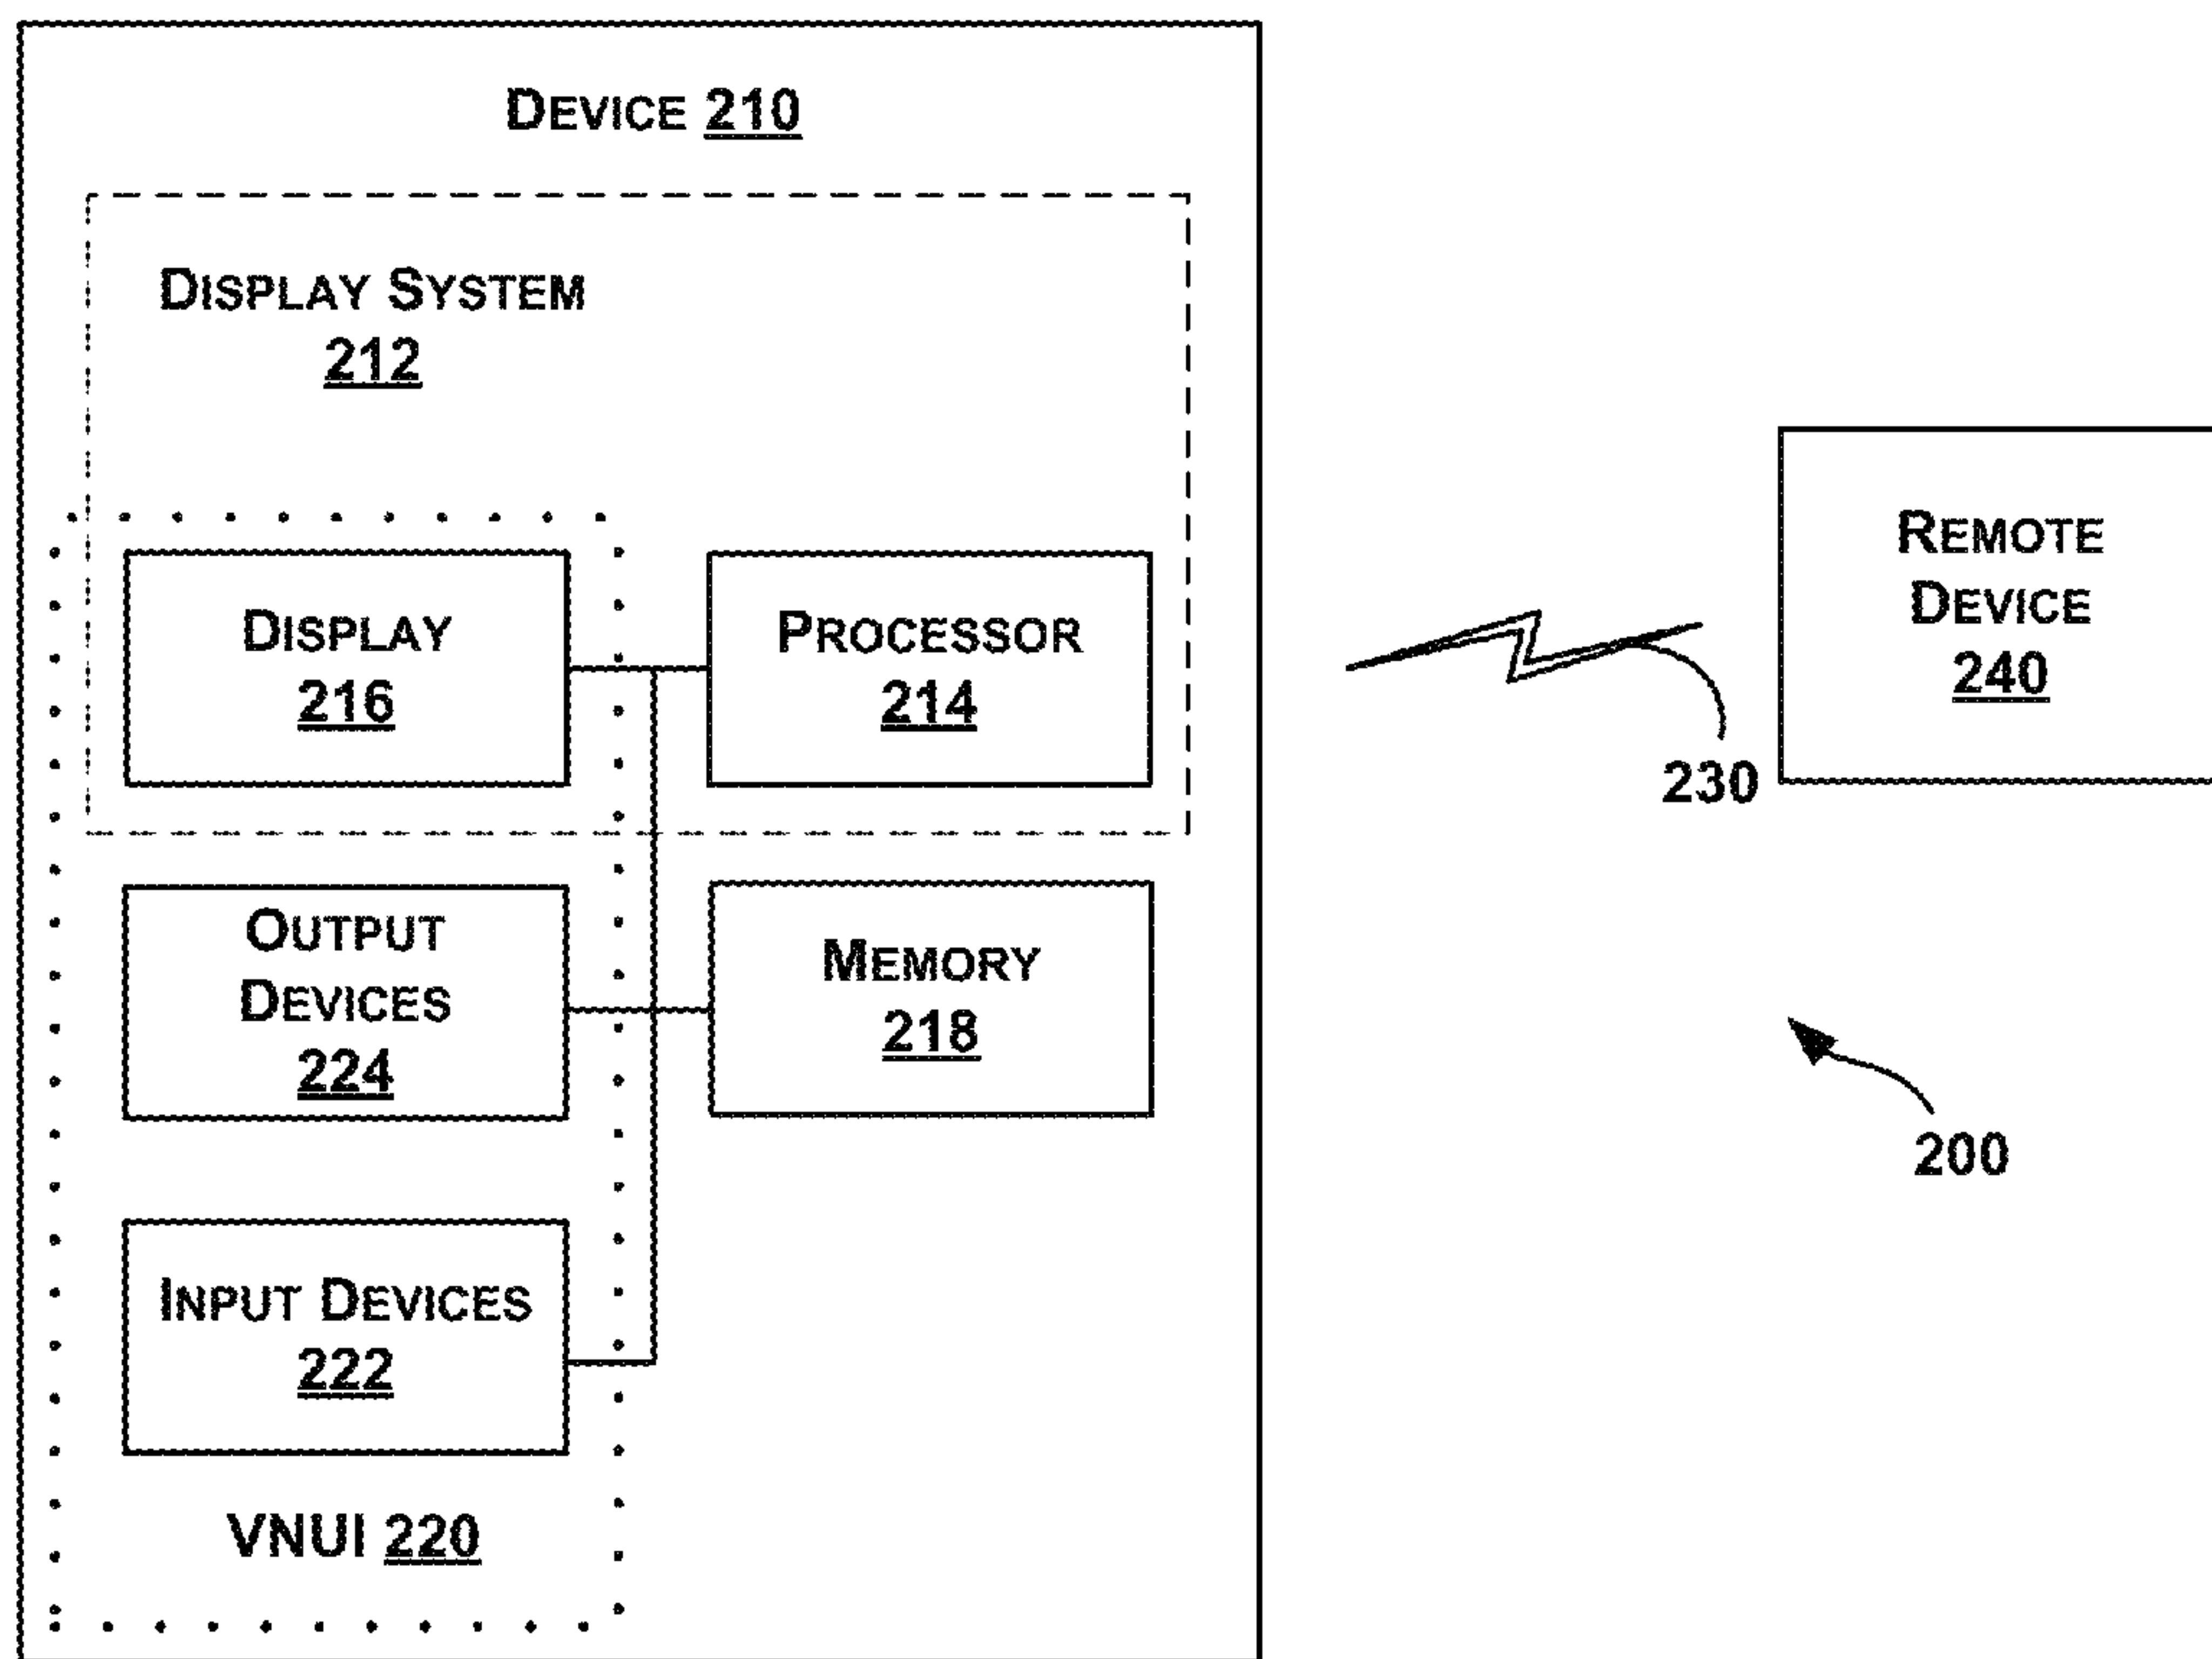 DEVICE 210
DISPLAY SYSTEM
212
DISPLAY
216
PROCESSOR
214
REMOTE
DEVICE
240
230
OUTPUT
DEVICES
224
MEMORY
218
200
INPUT DEVICES
222
VNUI 220